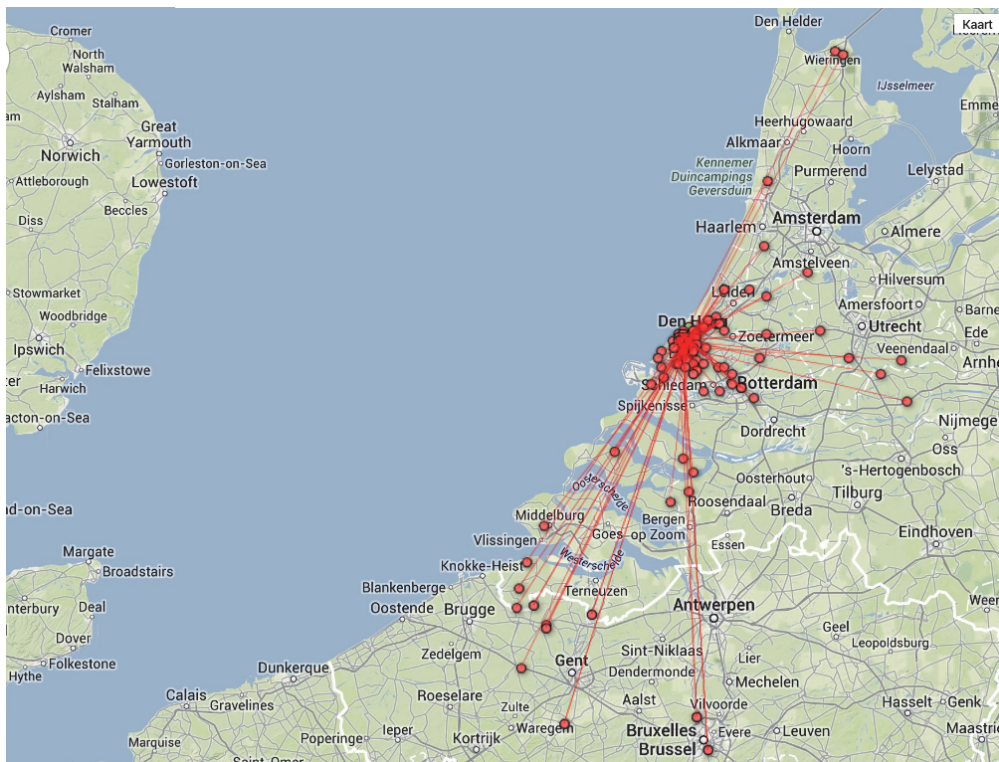 Cromer
Den Helder
Kaart
North
Walsham
Wieringen
IJsselmeer
Aylsham
Stalham
Emme
Great
Yarmouth
Heerhugowaard
Norwich
Gorleston-on-Sea
Alkmaar
Hoorn
Kennemer
Duincampings
Geversduin
Purmerend
Lelystad
Attleborough
Lowestoft
Beccles
Diss
Haarlem
Amsterdam
Almere
Amstelveen
Stowmarket
Leiden
Hilversum
Amersfoort
Barne
Woodbridge
Den H
Zoetermeer
Utrecht
Ede
Ipswich
Veenendaal
Arnhe
Felixstowe
Harwich
Schiedam
Rotterdam
acton-on-Sea
Spijkenisse
Dordrecht
Nijmege
Oss
's-Hertogenbosch
Oosterschelde
Oosterhout
Tilburg
Roosendaal
Breda
nd-on-Sea
Middelburg
Bergen
op Zoom
Goes
Vlissingen
Eindhoven
Essen
Margate
Broadstairs
Westerschelde
Knokke-Heist
Blankenberge
Terneuzen
Weer
nterbury
Deal
Oostende
Brugge
Antwerpen
Geel
Dover
Folkestone
Hythe
Zedelgem
Gent
Sint-Niklaas
Lier
Leopoldsburg
Dunkerque
Dendermonde
Mechelen
Calais
Gravelines
Roeselare
Zulte
Aalst
Vilvoorde
Hasselt
Genk
Waregem
Bruxelles
Brussel
Evere
Leuven
Maastri
Marquise
Poperinge
Ieper
Kortrijk
Saint-Omer